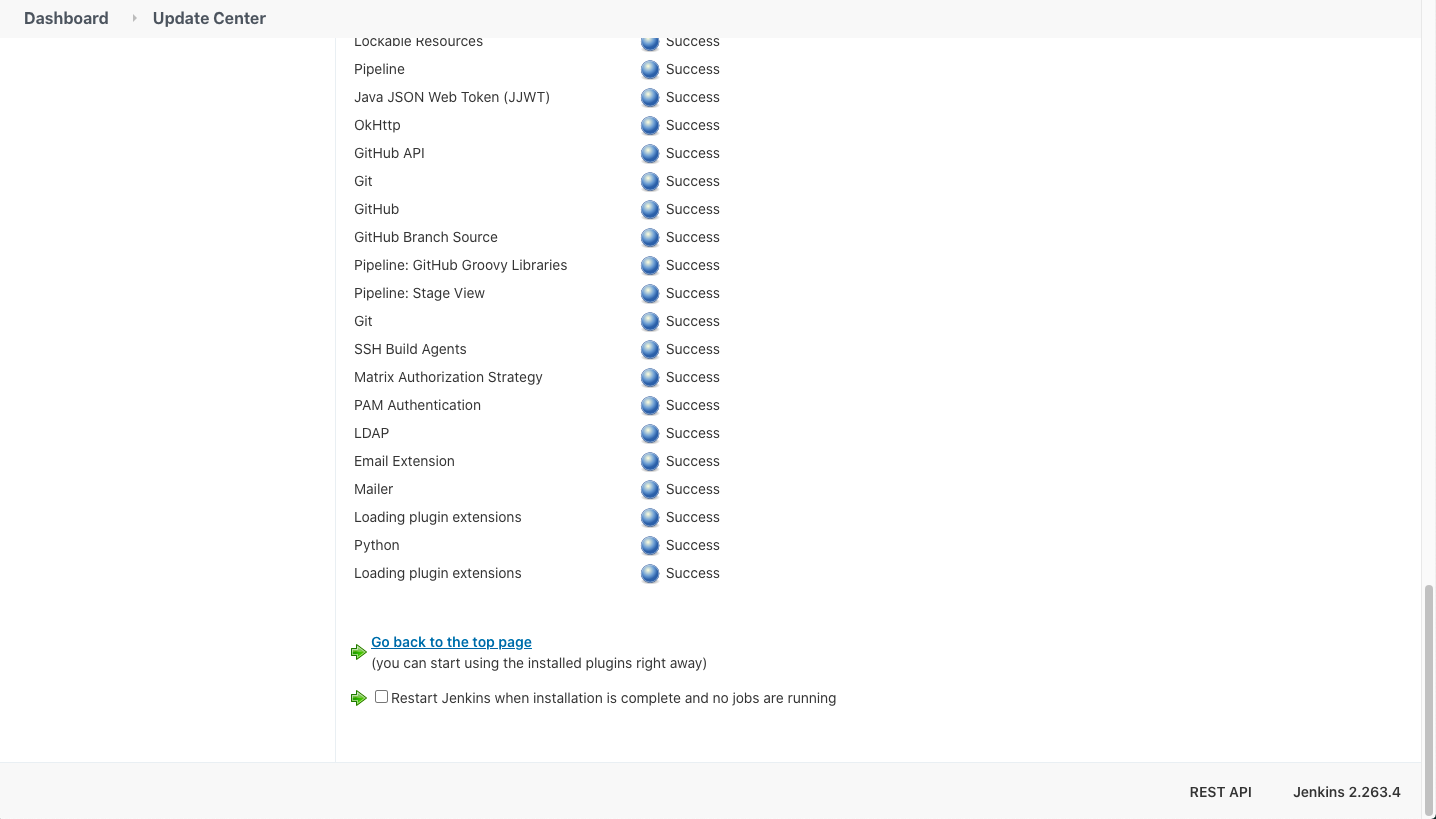 Dashboard Update Center
Lockable Resources Success
Pipeline Success
Java JSON Web Token (JJWT) Success
OkHttp Success
GitHub API Success
Git Success
GitHub Success
GitHub Branch Source Success
Pipeline: GitHub Groovy Libraries Success
Pipeline: Stage View Success
Git Success
SSH Build Agents Success
Matrix Authorization Strategy Success
PAM Authentication Success
LDAP Success
Email Extension Success
Mailer Success
Loading plugin extensions Success
Python Success
Loading plugin extensions Success
Go back to the top page
(you can start using the installed plugins right away)
Restart Jenkins when installation is complete and no jobs are running
REST API Jenkins 2.263.4